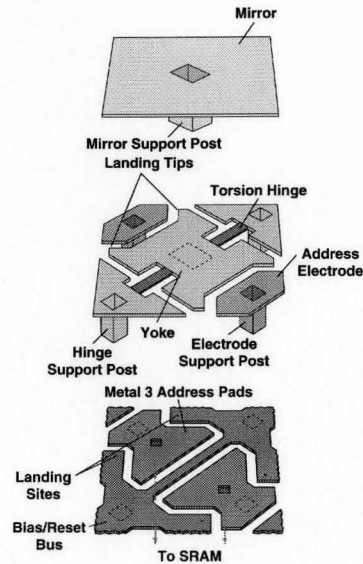 Mirror
Mirror Support Post
Landing Tips
Torsion Hinge
Address
Electrode
Yoke
Hinge
Support Post
Electrode
Support Post
Metal 3 Address Pads
Landing
Sites
Bias/Reset
Bus
To SRAM